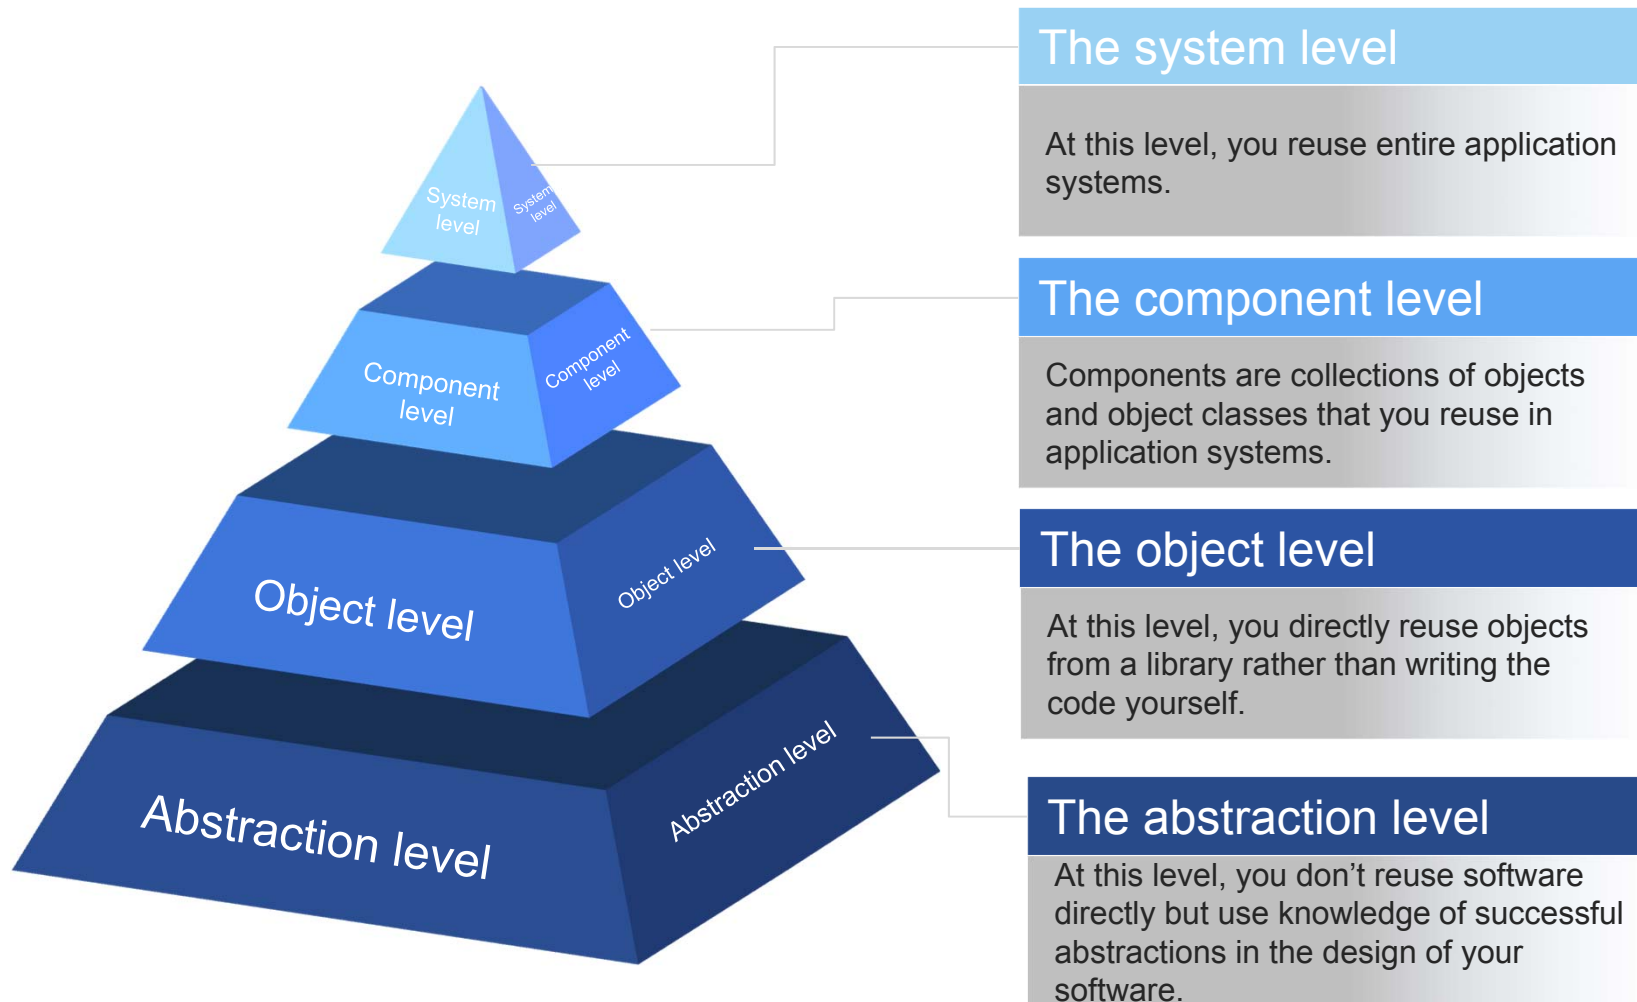 System
level
System
level
Component
level
Component
level
Object level
Object level
Abstraction level
Abstraction level
The system level
At this level, you reuse entire application
systems.
The component level
Components are collections of objects
and object classes that you reuse in
application systems.
The object level
At this level, you directly reuse objects
from a library rather than writing the
code yourself.
The abstraction level
At this level, you don’t reuse software
directly but use knowledge of successful
abstractions in the design of your
software.